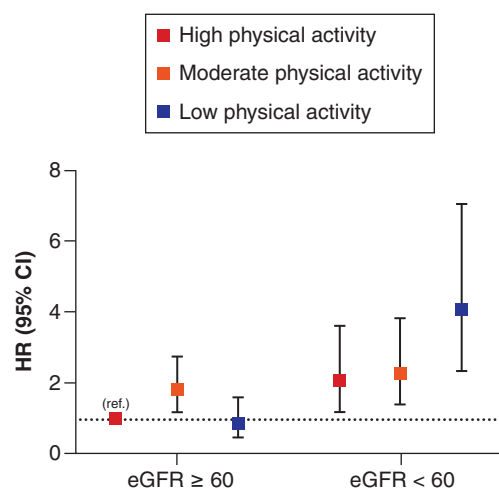 High physical activity
Moderate physical activity
Low physical activity
8
6
4
2
0
HR (95% CI)
(ref.)
eGFR ≥ 60
eGFR < 60